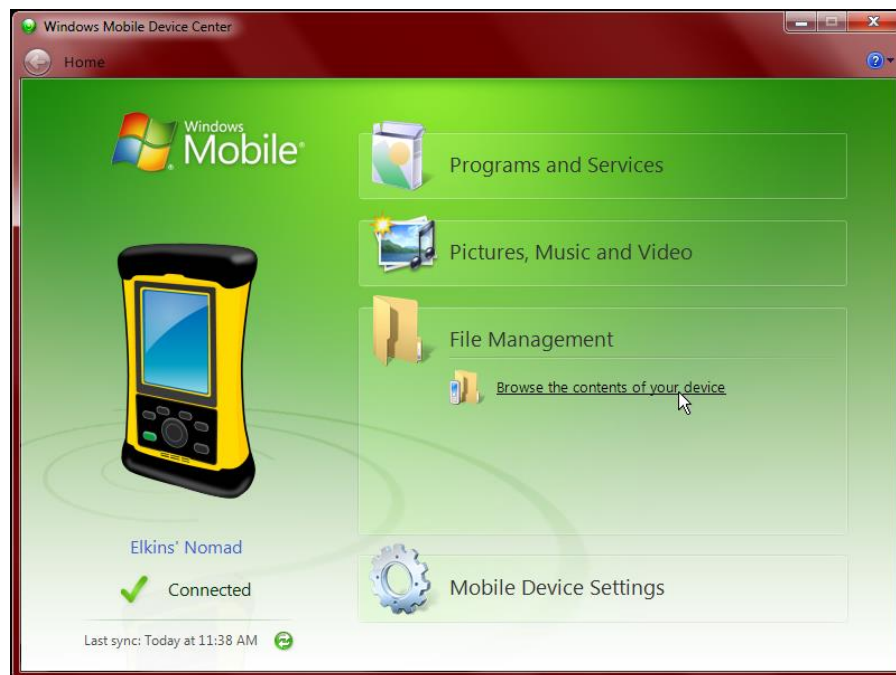 Windows Mobile Device Center
Home
Windows
Mobile
Programs and Services
Pictures, Music and Video
File Management
Browse the contents of your device
Elkins' Nomad
Connected
Mobile Device Settings
Last sync: Today at 11:38 AM